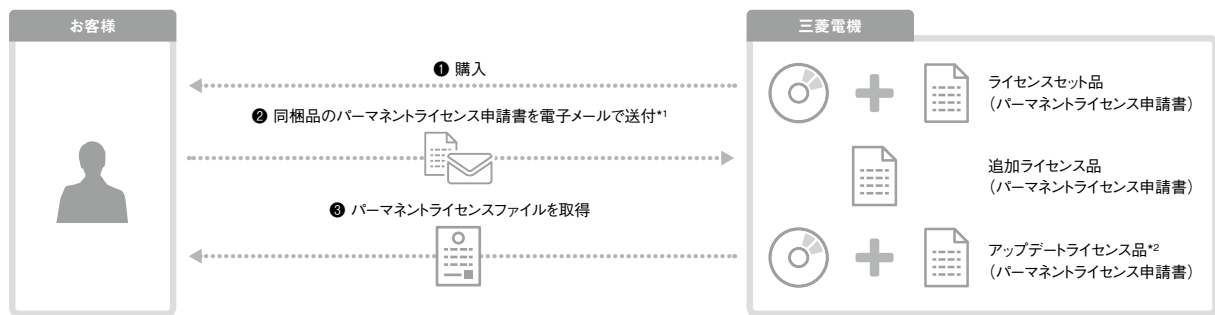 お客様
三菱電機
❶ 購入
❷ 同梱品のパーマネントライセンス申請書を電子メールで送付*1
❸ パーマネントライセンスファイルを取得
ライセンスセット品
(パーマネントライセンス申請書)
追加ライセンス品
(パーマネントライセンス申請書)
アップデートライセンス品*2
(パーマネントライセンス申請書)